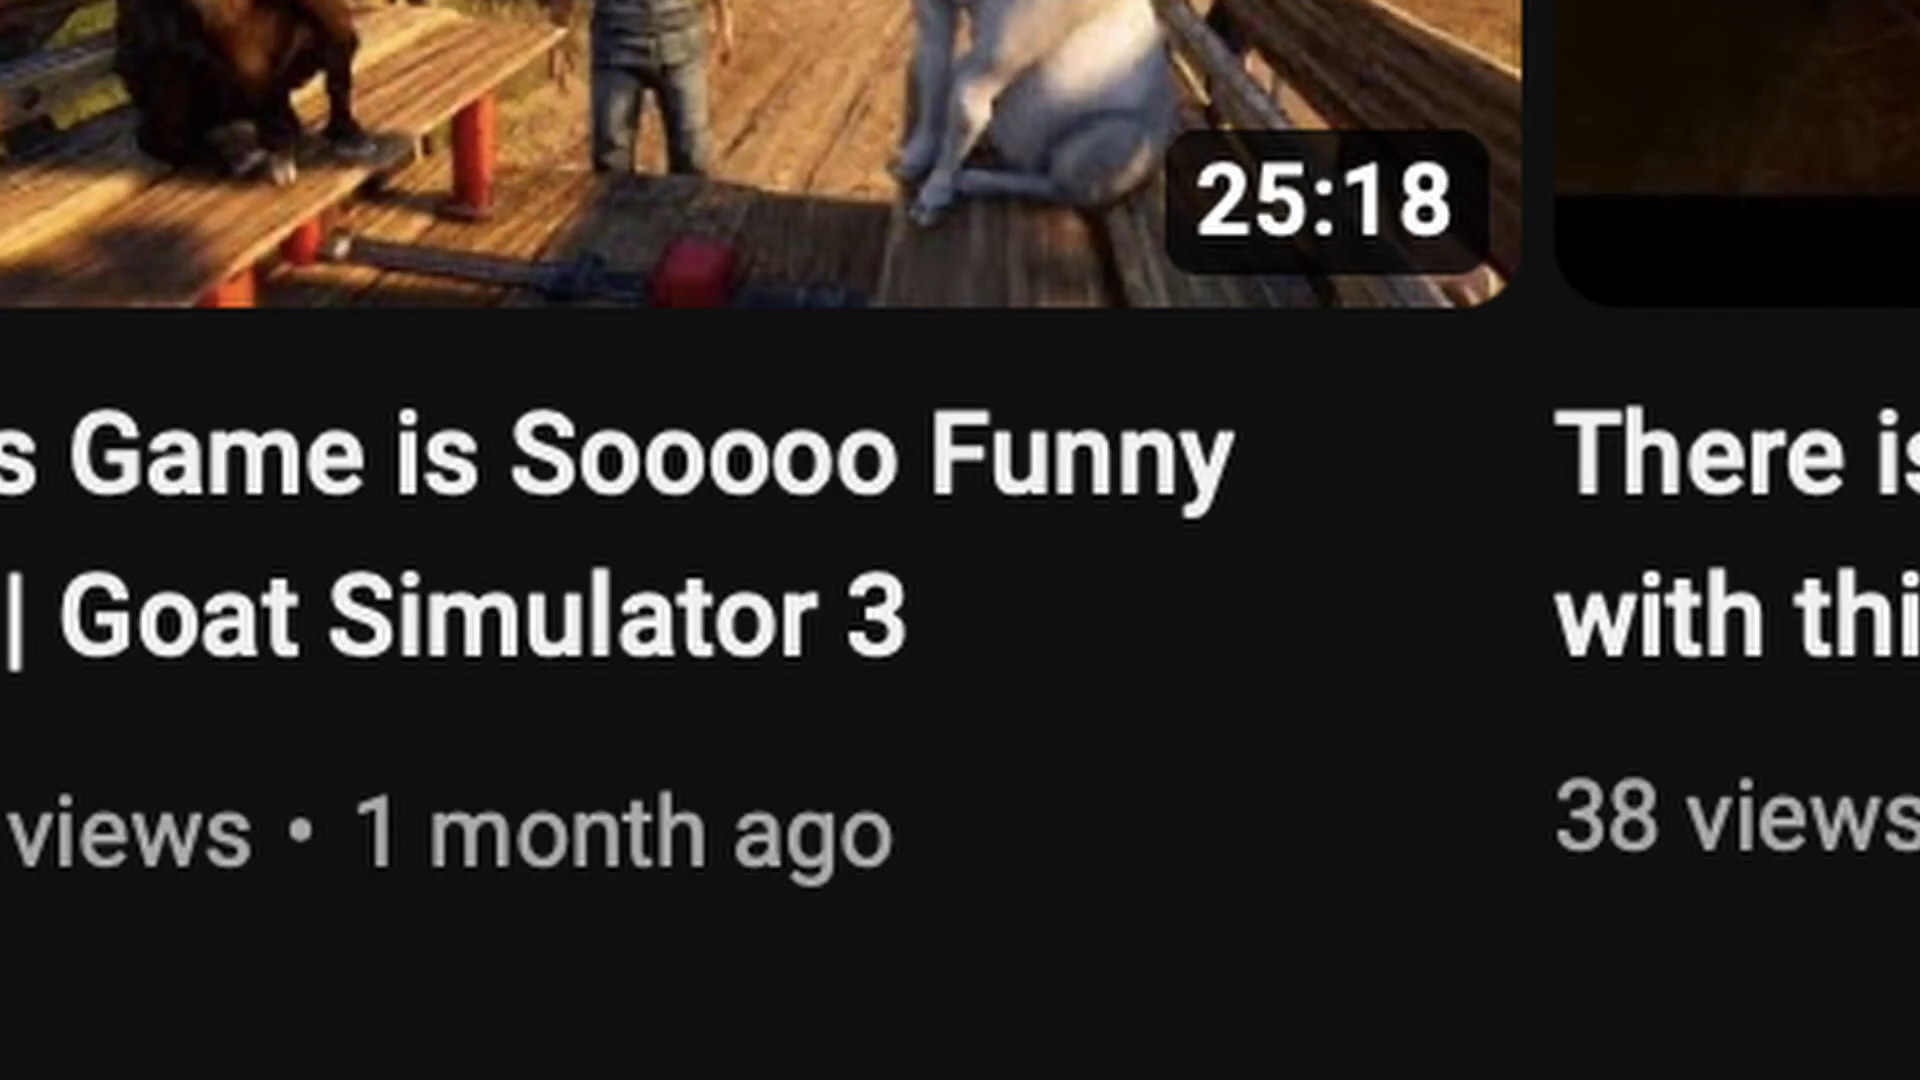 25:18
s Game is Sooooo Funny
| Goat Simulator 3
views • 1 month ago
There is
with thi
38 views